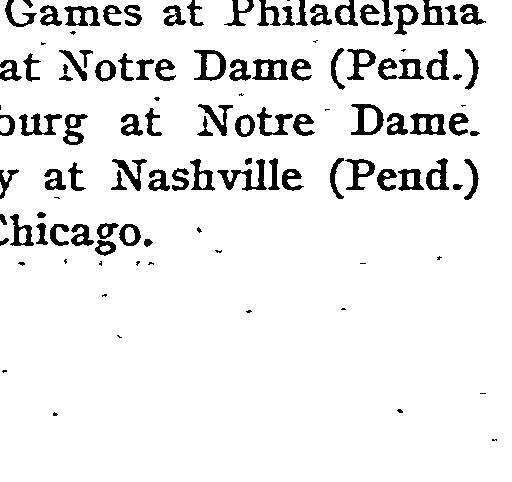 Games at Philadelphia
at Notre Dame (Pend.)
burg at Notre Dame.
y at Nashville (Pend.)
Chicago.